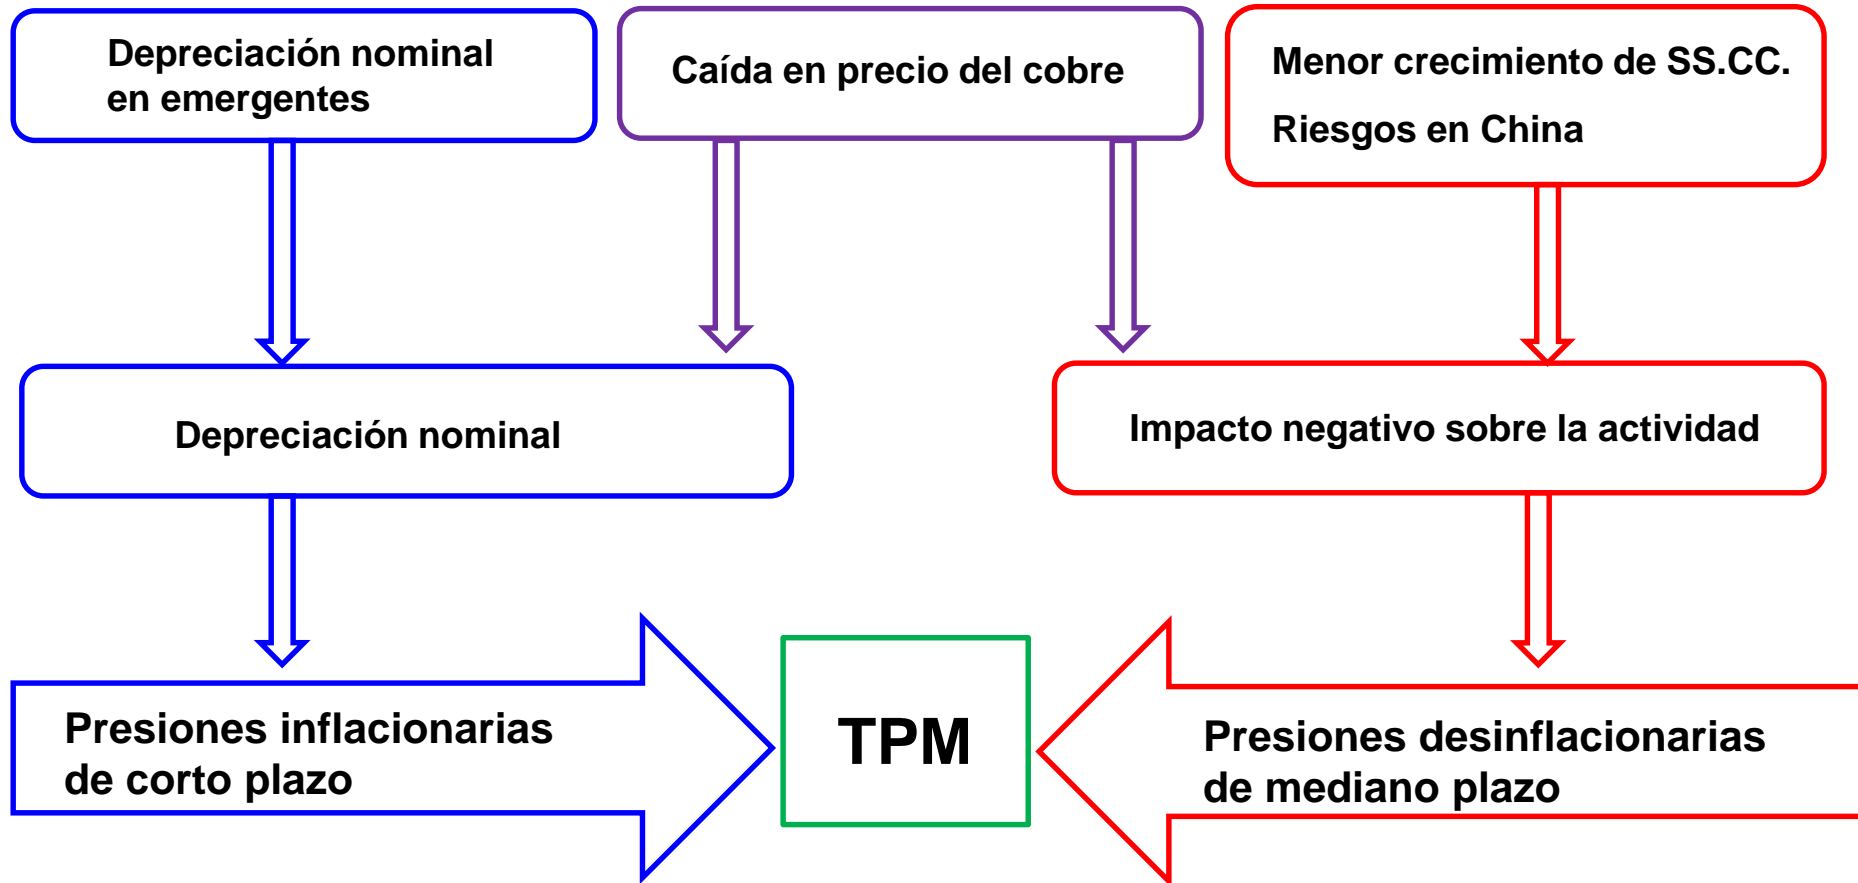 Depreciación nominal
en emergentes
Caída en precio del cobre
Menor crecimiento de SS.CC.
Riesgos en China
Depreciación nominal
Impacto negativo sobre la actividad
Presiones inflacionarias
de corto plazo
TPM
Presiones desinflacionarias
de mediano plazo